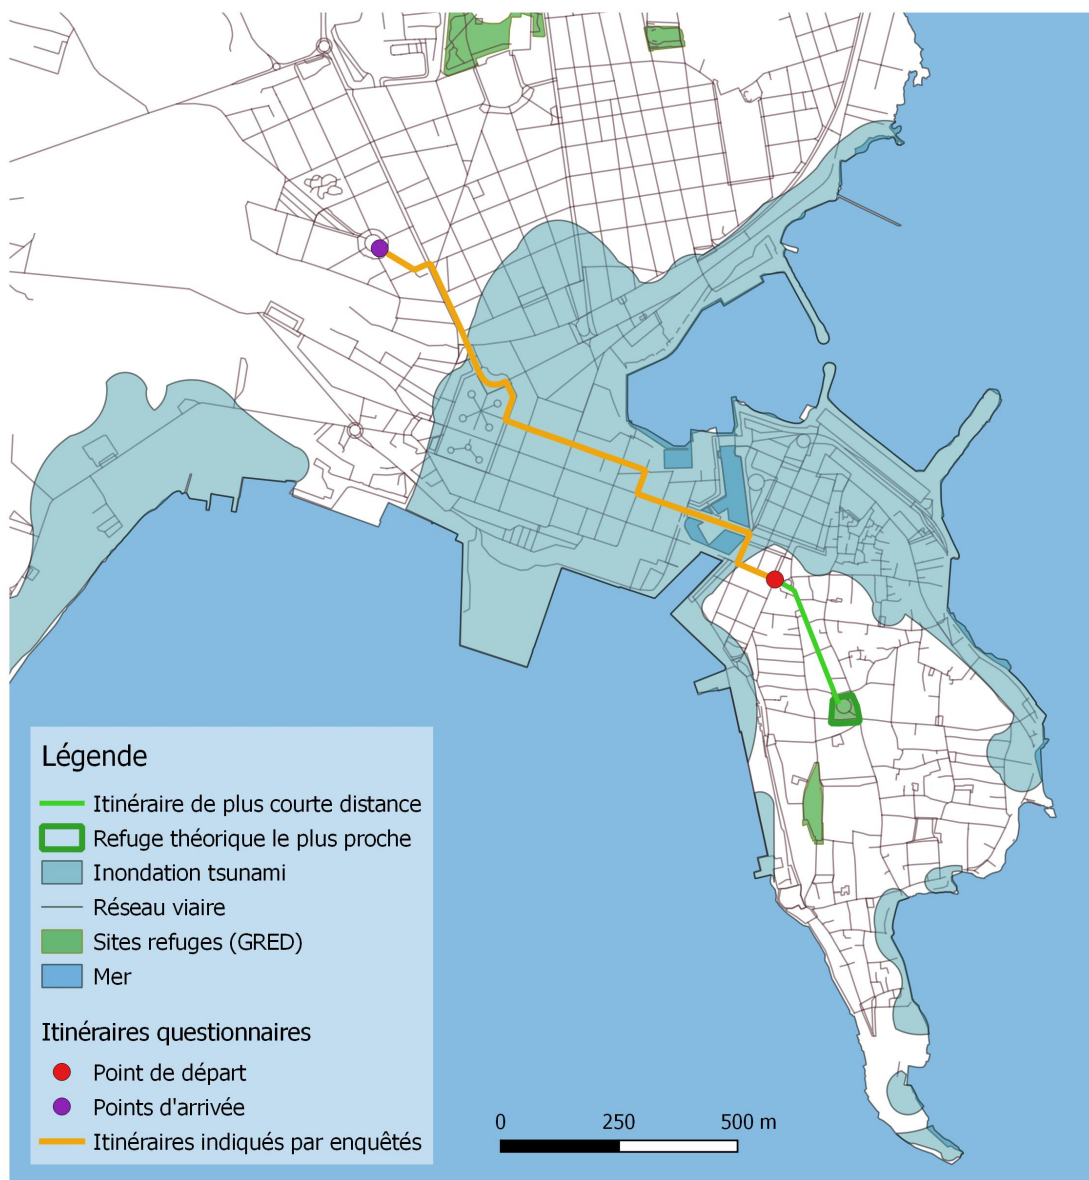 Légende
Itinéraire de plus courte distance
Refuge théorique le plus proche
Inondation tsunami
Réseau viaire
Sites refuges (GRED)
Mer
Itinéraires questionnaires
Point de départ
Points d'arrivée
Itinéraires indiqués par enquêtés
0 250 500 m